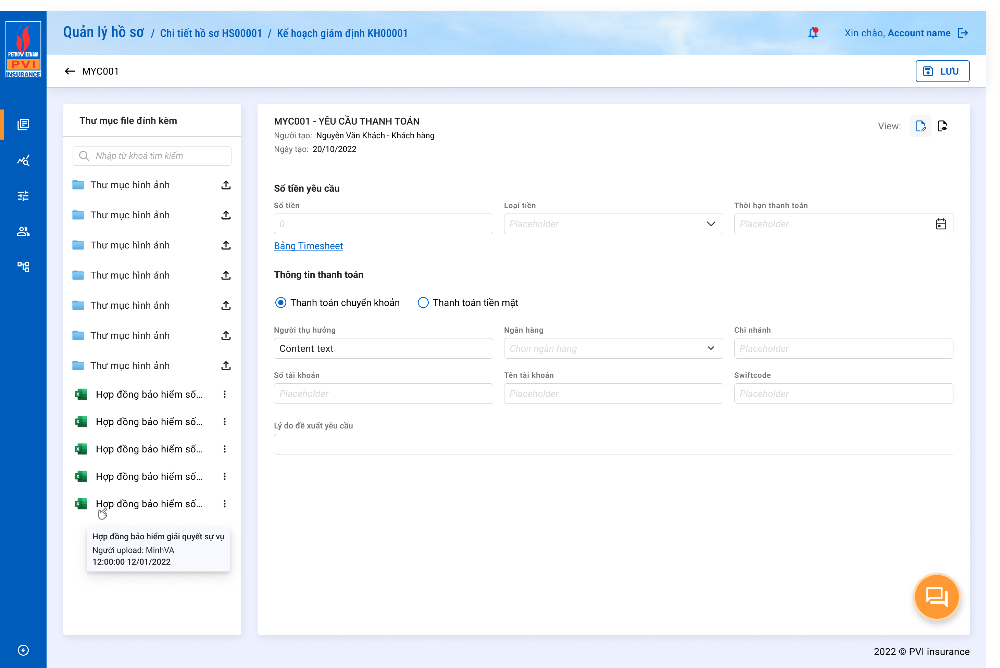 PETROVIETNAM
PVI
INSURANCE
Quản lý hồ sơ / Chi tiết hồ sơ HS00001 / Kế hoạch giám định KH00001
Xin chào, Account name
MYC001
LƯU
Thư mục file đính kèm
Nhập từ khoá tìm kiếm
Thư mục hình ảnh
Thư mục hình ảnh
Thư mục hình ảnh
Thư mục hình ảnh
Thư mục hình ảnh
Thư mục hình ảnh
Thư mục hình ảnh
Hợp đồng bảo hiểm số...
Hợp đồng bảo hiểm số...
Hợp đồng bảo hiểm số...
Hợp đồng bảo hiểm số...
Hợp đồng bảo hiểm số...
Hợp đồng bảo hiểm giải quyết sự vụ
Người upload: MinhVA
12:00:00 12/01/2022
MYC001 - YÊU CẦU THANH TOÁN
Người tạo: Nguyễn Văn Khách - Khách hàng
Ngày tạo: 20/10/2022
View:
Số tiền yêu cầu
Số tiền
Loại tiền
Thời hạn thanh toán
0
Placeholder
Placeholder
Bảng Timesheet
Thông tin thanh toán
Thanh toán chuyển khoản
Thanh toán tiền mặt
Người thụ hưởng
Ngân hàng
Chi nhánh
Content text
Chọn ngân hàng
Placeholder
Số tài khoản
Tên tài khoản
Swiftcode
Placeholder
Placeholder
Placeholder
Lý do đề xuất yêu cầu
2022 © PVI insurance